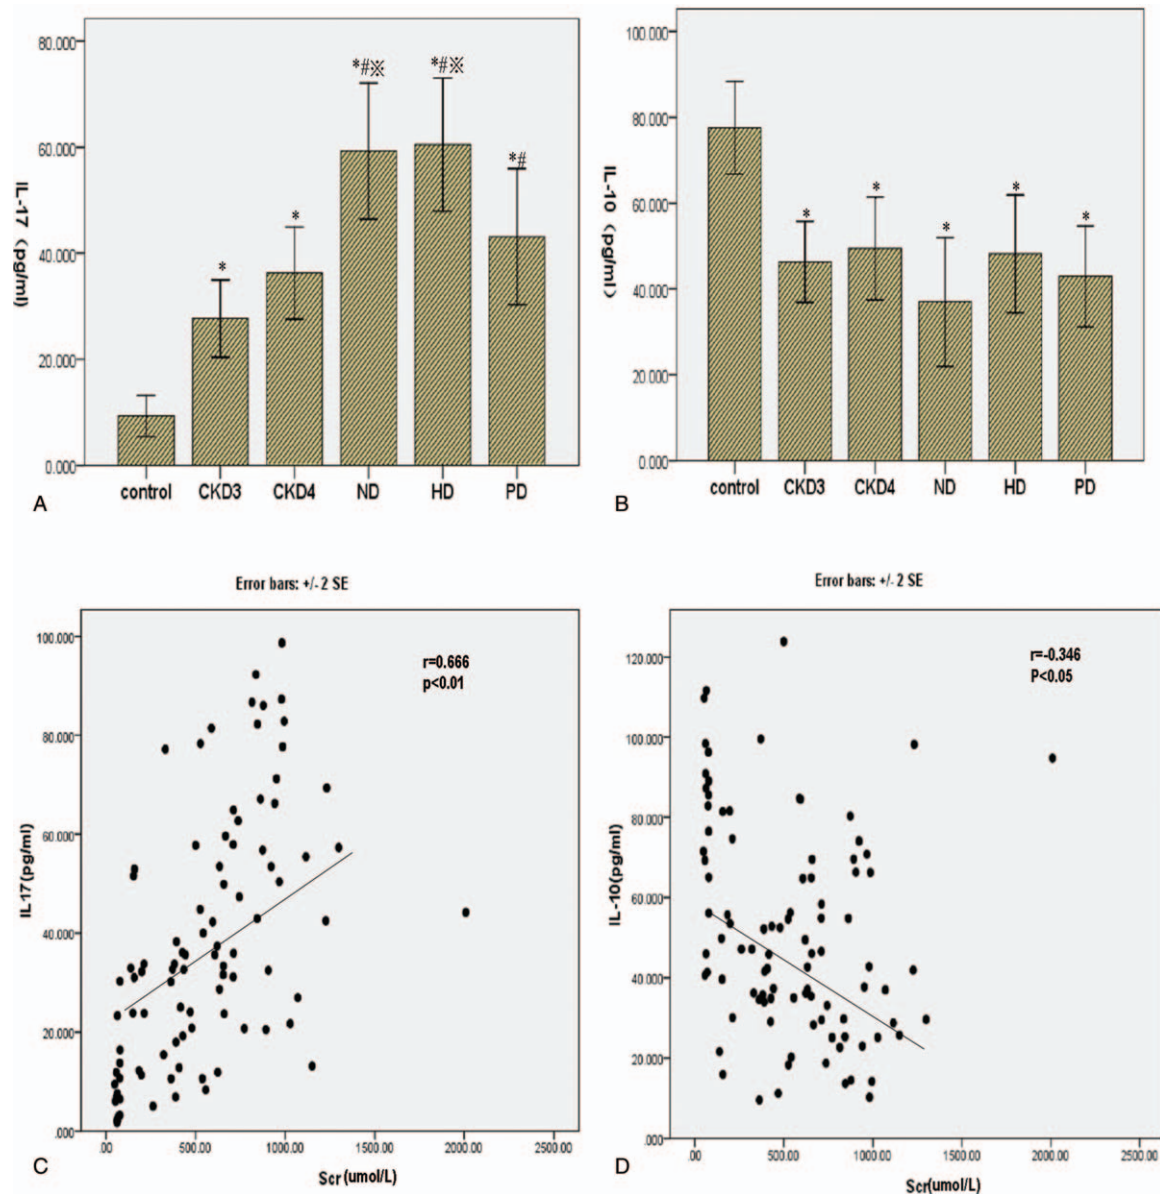 80.000
60.000
40.000
20.000
0.000
IL-17 (pg/ml)
*
*
*#※
*#※
*#
control CKD3 CKD4 ND HD PD
A
100.000
80.000
60.000
40.000
20.000
.000
IL-10 (pg/ml)
*
*
*
*
*
control CKD3 CKD4 ND HD PD
B
Error bars: +/- 2 SE
100.000
80.000
60.000
40.000
20.000
.000
IL17(pg/ml)
r=0.666
p<0.01
.00 500.00 1000.00 1500.00 2000.00 2500.00
Scr(umol/L)
C
Error bars: +/- 2 SE
120.000
100.000
80.000
60.000
40.000
20.000
.000
IL-10(pg/ml)
r=-0.346
P<0.05
.00 500.00 1000.00 1500.00 2000.00 2500.00
Scr(umol/L)
D